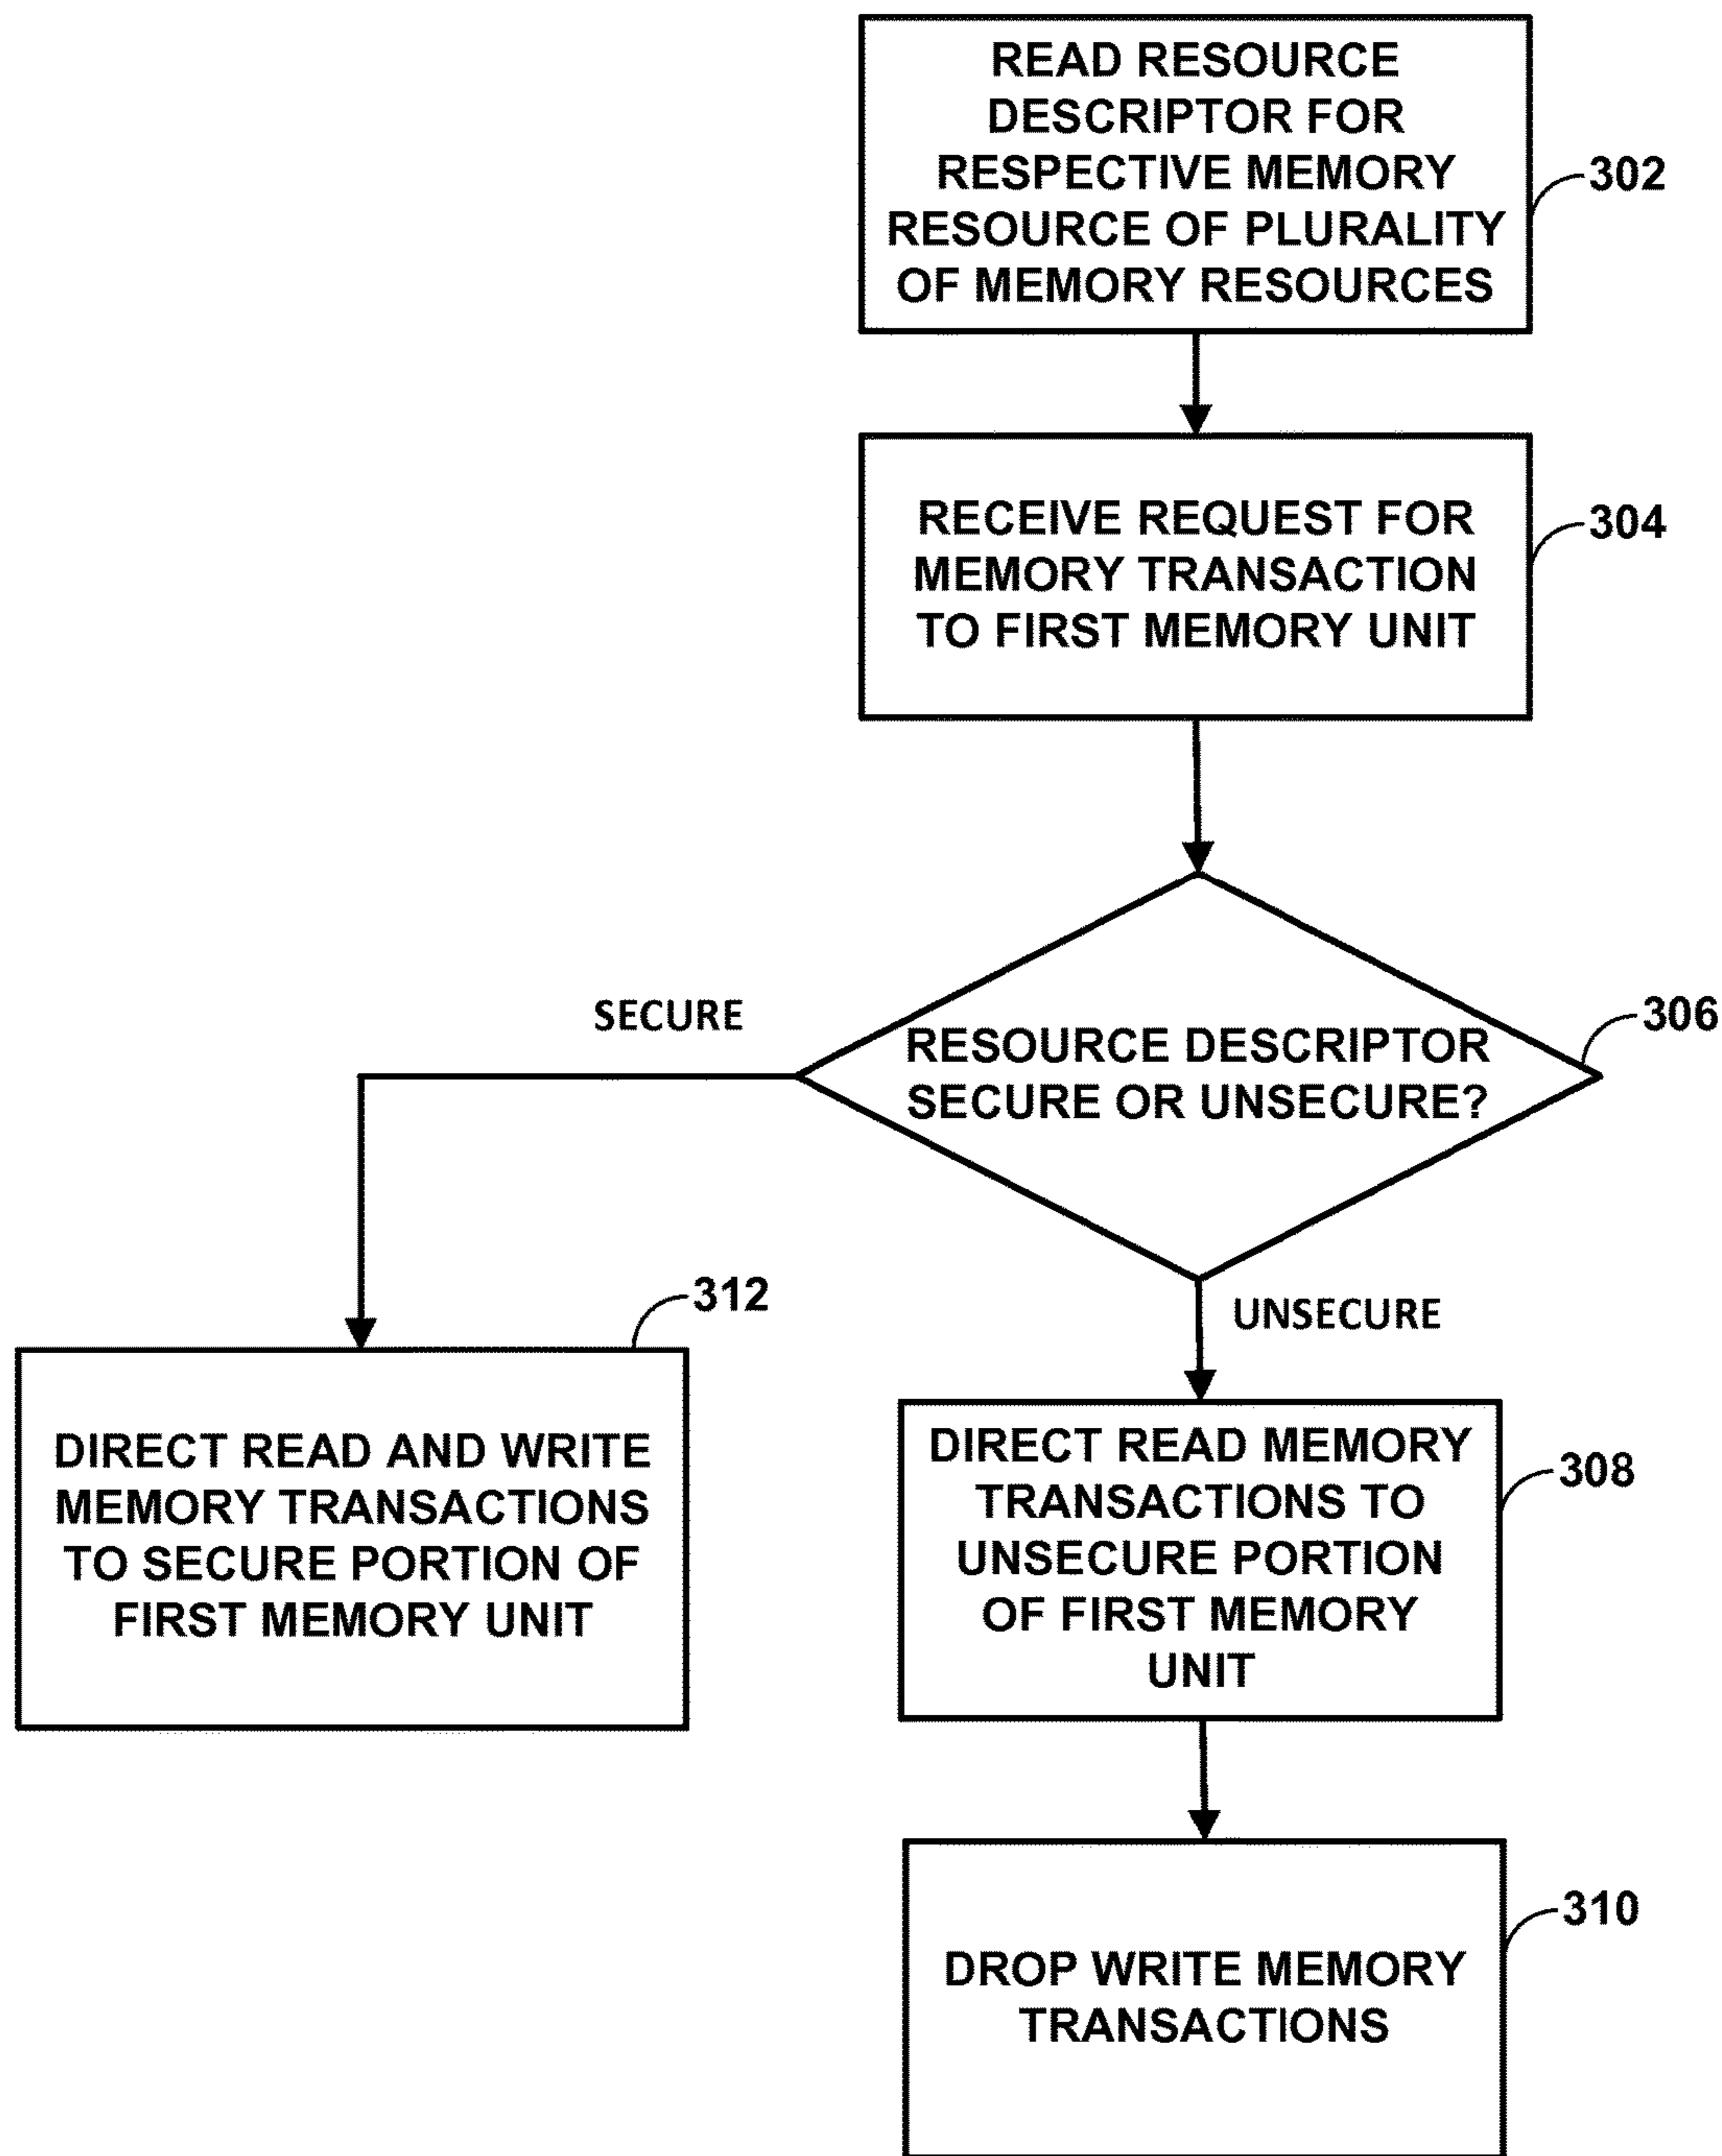 READ RESOURCE
DESCRIPTOR FOR
RESPECTIVE MEMORY
RESOURCE OF PLURALITY
OF MEMORY RESOURCES
302
RECEIVE REQUEST FOR
MEMORY TRANSACTION
TO FIRST MEMORY UNIT
304
SECURE
RESOURCE DESCRIPTOR
SECURE OR UNSECURE?
306
UNSECURE
312
DIRECT READ AND WRITE
MEMORY TRANSACTIONS
TO SECURE PORTION OF
FIRST MEMORY UNIT
DIRECT READ MEMORY
TRANSACTIONS TO
UNSECURE PORTION
OF FIRST MEMORY
UNIT
308
DROP WRITE MEMORY
TRANSACTIONS
310